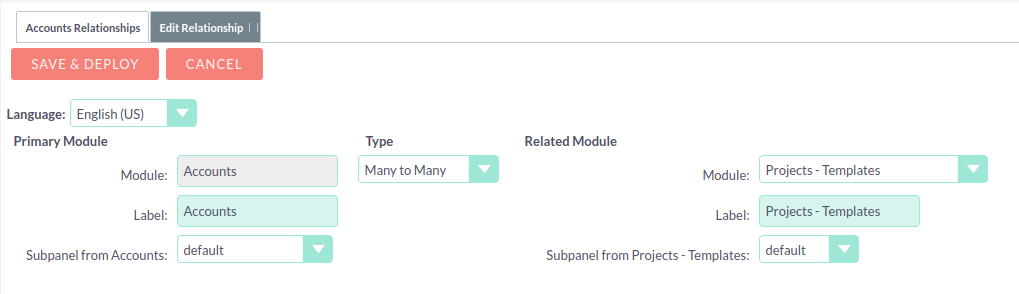 Accounts Relationships Edit Relationship
SAVE & DEPLOY CANCEL
Language: English (US)
Primary Module Type Related Module
Module: Accounts Many to Many Module: Projects - Templates
Label: Accounts Label: Projects - Templates
Subpanel from Accounts: default Subpanel from Projects - Templates: default